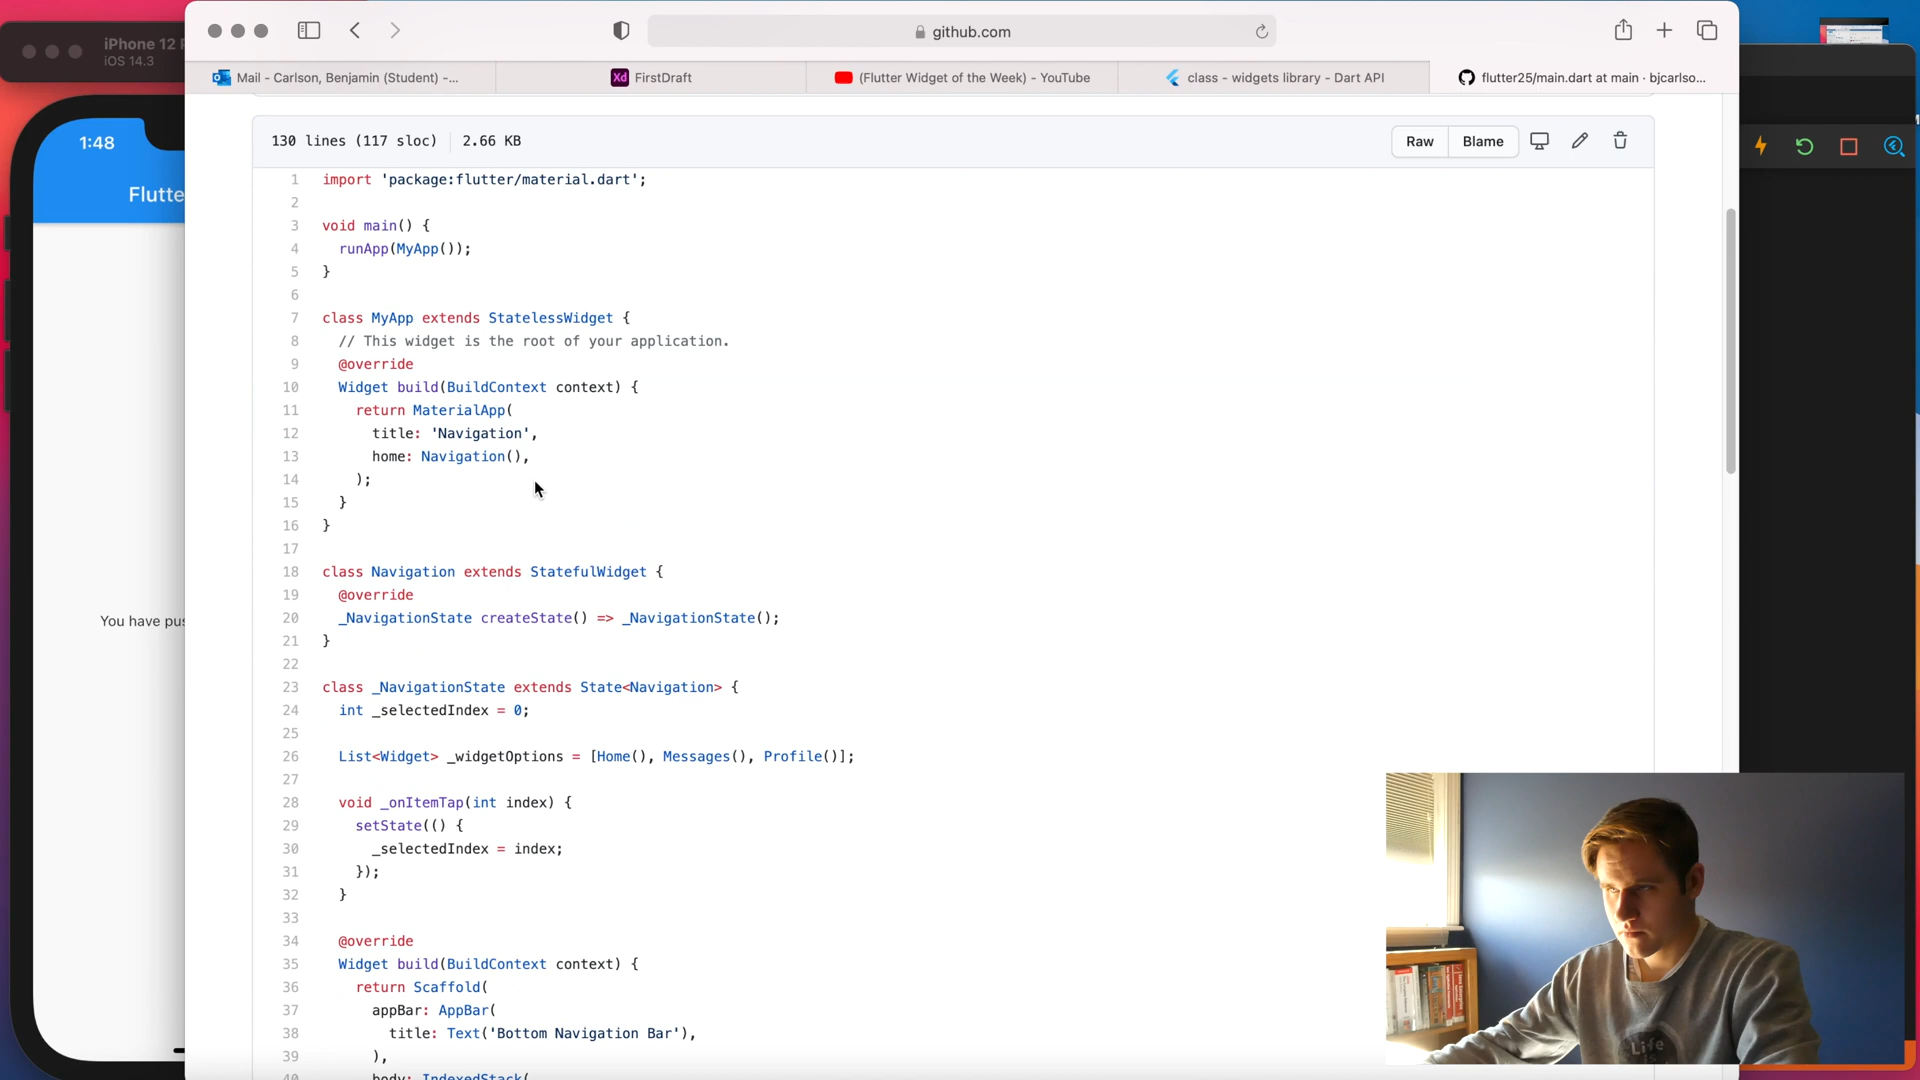 iPhone 12
iOS 14.3
1:48
Flutte
You have pus
github.com
Mail - Carlson, Benjamin (Student) -...
Xd FirstDraft
(Flutter Widget of the Week) - YouTube
class - widgets library - Dart API
flutter25/main.dart at main · bjcarlso...
130 lines (117 sloc) 2.66 KB
Raw Blame
1 import 'package:flutter/material.dart';
2
3 void main() {
4 runApp(MyApp());
5 }
6
7 class MyApp extends StatelessWidget {
8 // This widget is the root of your application.
9 @override
10 Widget build(BuildContext context) {
11 return MaterialApp(
12 title: 'Navigation',
13 home: Navigation(),
14 );
15 }
16 }
17
18 class Navigation extends StatefulWidget {
19 @override
20 _NavigationState createState() => _NavigationState();
21 }
22
23 class _NavigationState extends State<Navigation> {
24 int _selectedIndex = 0;
25
26 List<Widget> _widgetOptions = [Home(), Messages(), Profile()];
27
28 void _onItemTap(int index) {
29 setState(() {
30 _selectedIndex = index;
31 });
32 }
33
34 @override
35 Widget build(BuildContext context) {
36 return Scaffold(
37 appBar: AppBar(
38 title: Text('Bottom Navigation Bar'),
39 ),
40 body: IndexedStack(
Life
is